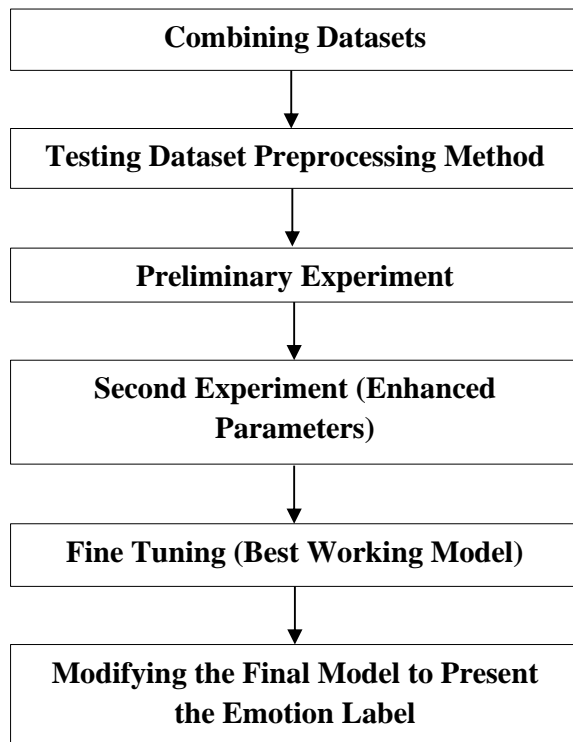 Combining Datasets
Testing Dataset Preprocessing Method
Preliminary Experiment
Second Experiment (Enhanced
Parameters)
Fine Tuning (Best Working Model)
Modifying the Final Model to Present
the Emotion Label